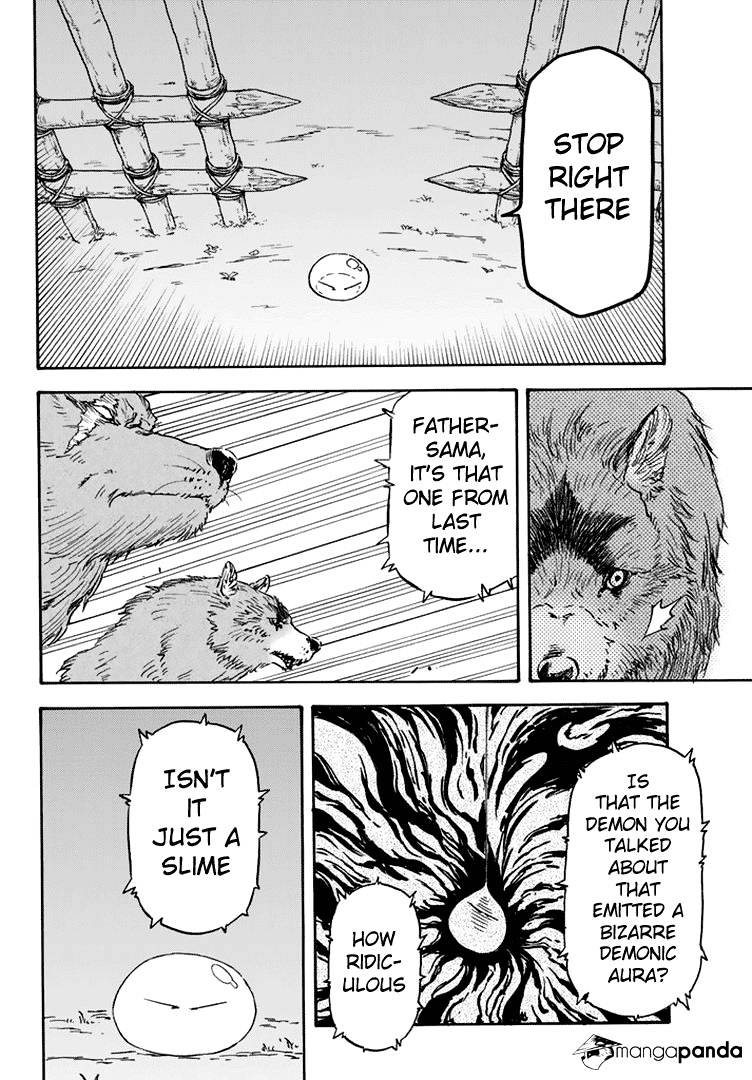 STOP
RIGHT
THERE
FATHER-
SAMA,
IT'S THAT
ONE FROM
LAST
TIME...
IS
THAT THE
DEMON YOU
TALKED
ABOUT
THAT
EMITTED A
BIZARRE
DEMONIC
AURA?
HOW
RIDIC-
ULOUS
ISN'T
IT
JUST A
SLIME
mangapanda